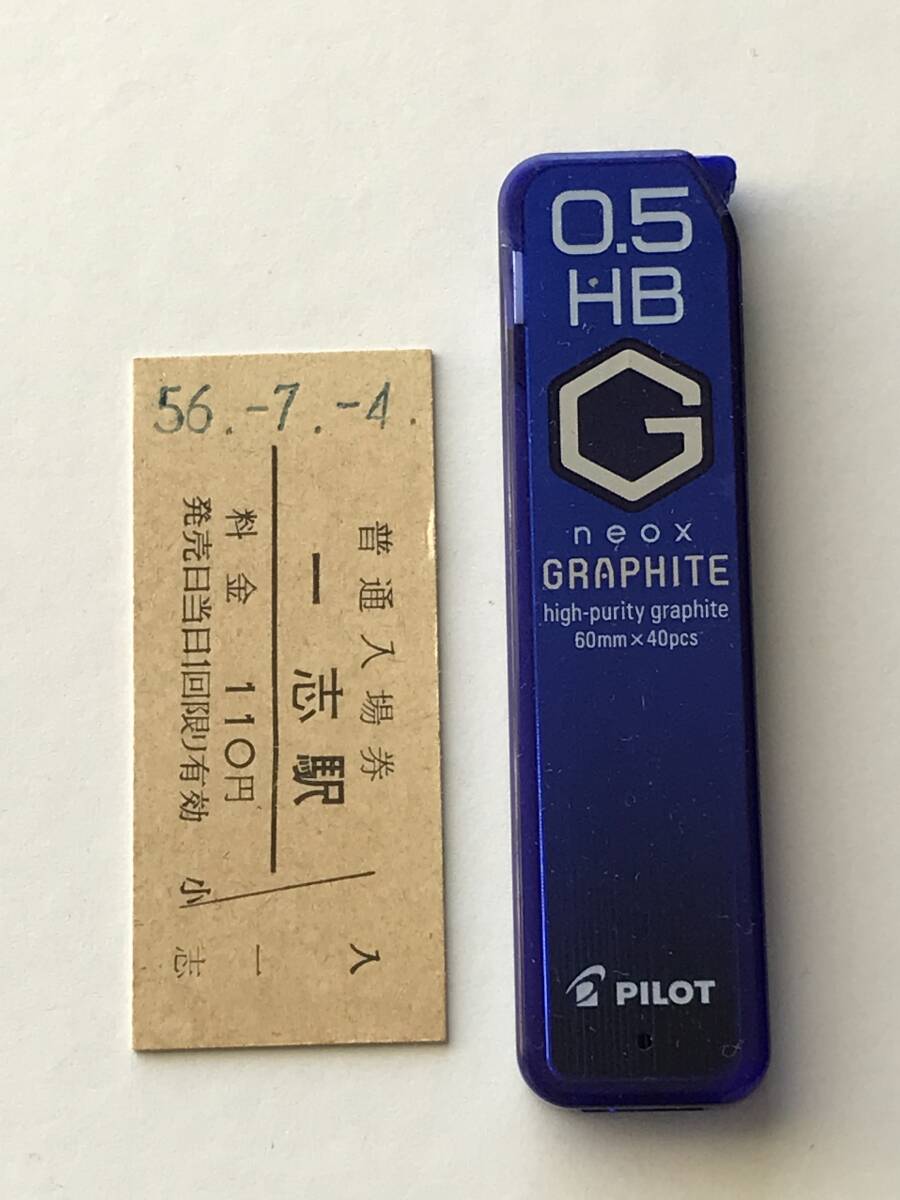 56.-7.-4.
普通入場券
一志駅
料金 110円
発売日当日1回限り有効
小
入
一
志
0.5
HB
G
neox
GRAPHITE
high-purity graphite
60mm×40pcs
PILOT